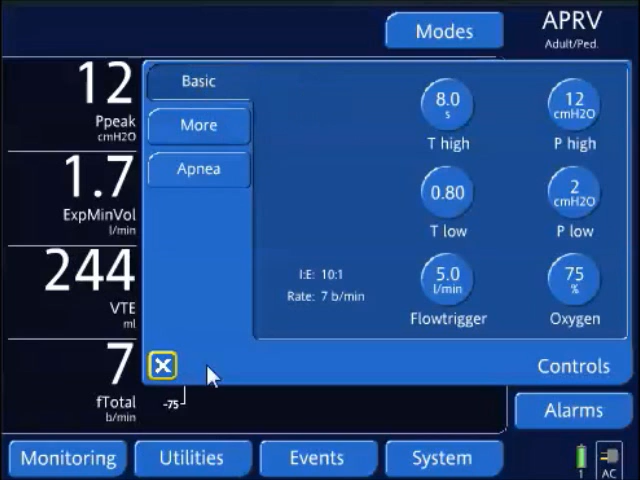 Modes
APRV
Adult/Ped.
12
Ppeak
cmH2O
1.7
ExpMinVol
l/min
244
VTE
ml
7
fTotal
b/min
Basic
More
Apnea
8.0
s
T high
12
cmH2O
P high
0.80
T low
2
cmH2O
P low
I:E: 10:1
Rate: 7 b/min
5.0
l/min
Flowtrigger
75
%
Oxygen
Controls
-75
Alarms
Monitoring
Utilities
Events
System
1
AC